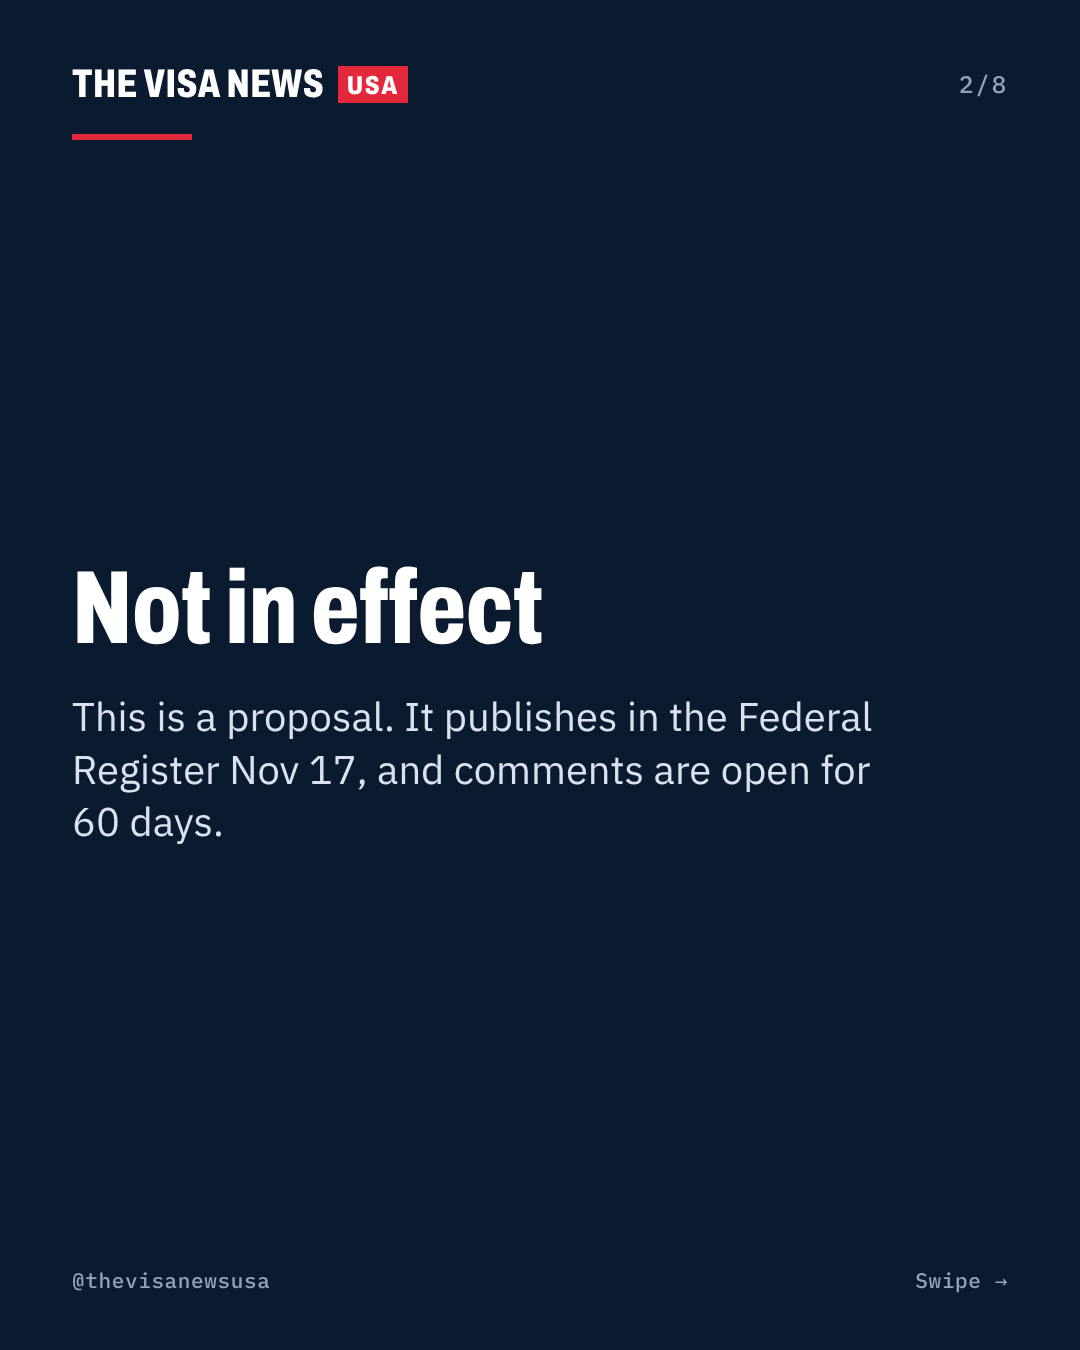 THE VISA NEWS USA
2/8
Not in effect
This is a proposal. It publishes in the Federal
Register Nov 17, and comments are open for
60 days.
@thevisanewsusa
Swipe →